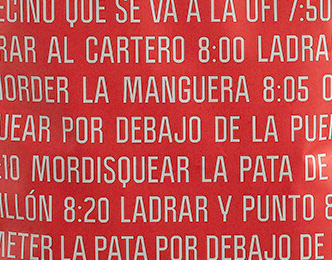 ECINO QUE SE VA A LA OFI 7:50
RAR AL CARTERO 8:00 LADRA
MORDER LA MANGUERA 8:05 O
UEAR POR DEBAJO DE LA PUE
:10 MORDISQUEAR LA PATA DE
ILLÓN 8:20 LADRAR Y PUNTO 8
METER LA PATA POR DEBAJO DE